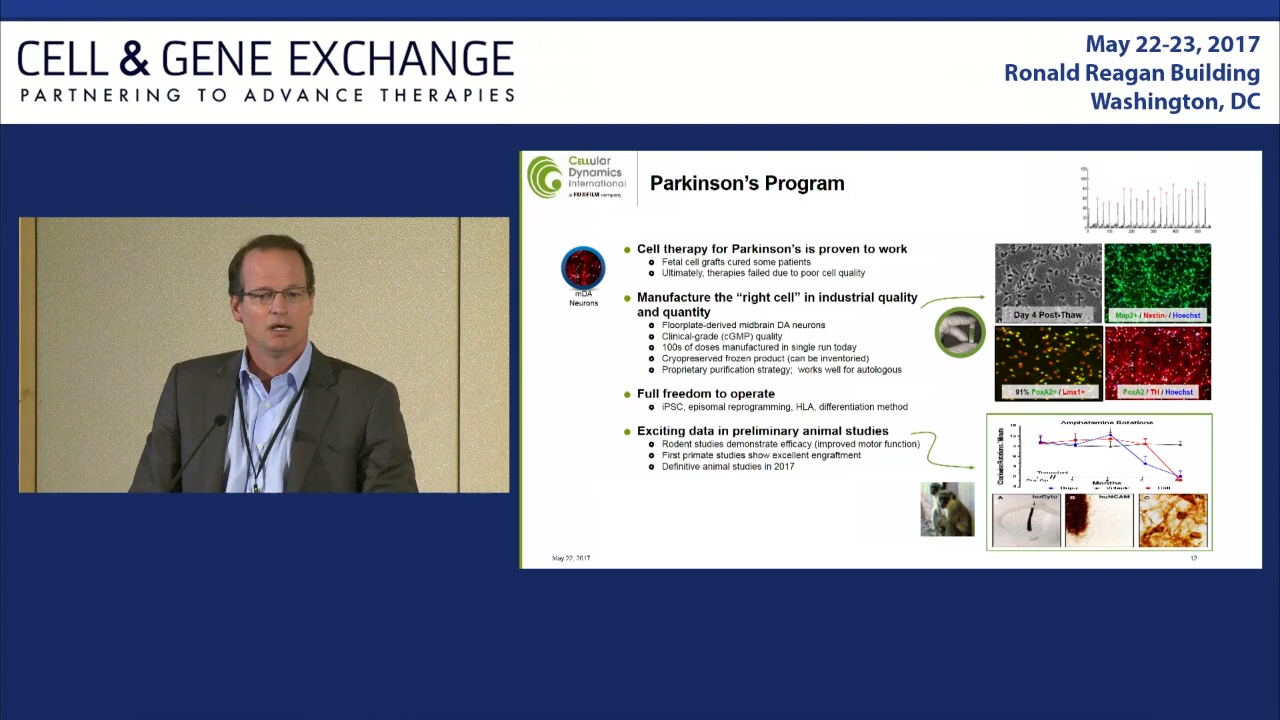 CELL & GENE EXCHANGE
PARTNERING TO ADVANCE THERAPIES
May 22-23, 2017
Ronald Reagan Building
Washington, DC
CELLular
Dynamics
international
a FUJIFILM company
Parkinson's Program
mDA
Neurons
Cell therapy for Parkinson's is proven to work
Fetal cell grafts cured some patients
Ultimately, therapies failed due to poor cell quality
Manufacture the “right cell” in industrial quality
and quantity
Floorplate-derived midbrain DA neurons
Clinical-grade (cGMP) quality
100s of doses manufactured in single run today
Cryopreserved frozen product (can be inventoried)
Proprietary purification strategy; works well for autologous
Full freedom to operate
iPSC, episomal reprogramming, HLA, differentiation method
Exciting data in preliminary animal studies
Rodent studies demonstrate efficacy (improved motor function)
First primate studies show excellent engraftment
Definitive animal studies in 2017
Day 4 Post-Thaw
Map2+ / Nestin- / Hoechst
91% FoxA2+ / Lmx1+
FoxA2 / TH / Hoechst
Amphetamine Rotations
Months
A
huCyto
B
huNCAM
C
May 22, 2017
12